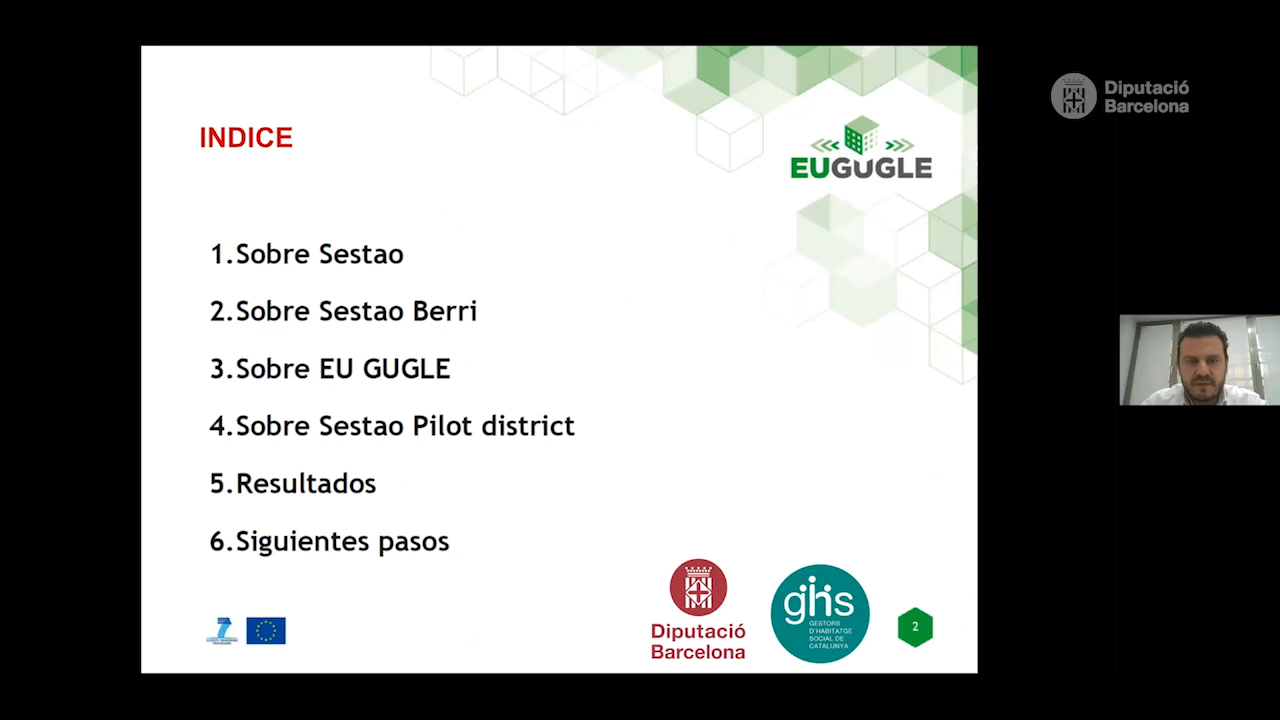 INDICE
EUGUGLE
1.Sobre Sestao
2.Sobre Sestao Berri
3.Sobre EU GUGLE
4.Sobre Sestao Pilot district
5.Resultados
6.Siguientes pasos
7
Diputació
Barcelona
ghs
GESTORS
D'HABITATGE
SOCIAL DE
CATALUNYA
2
Diputació
Barcelona